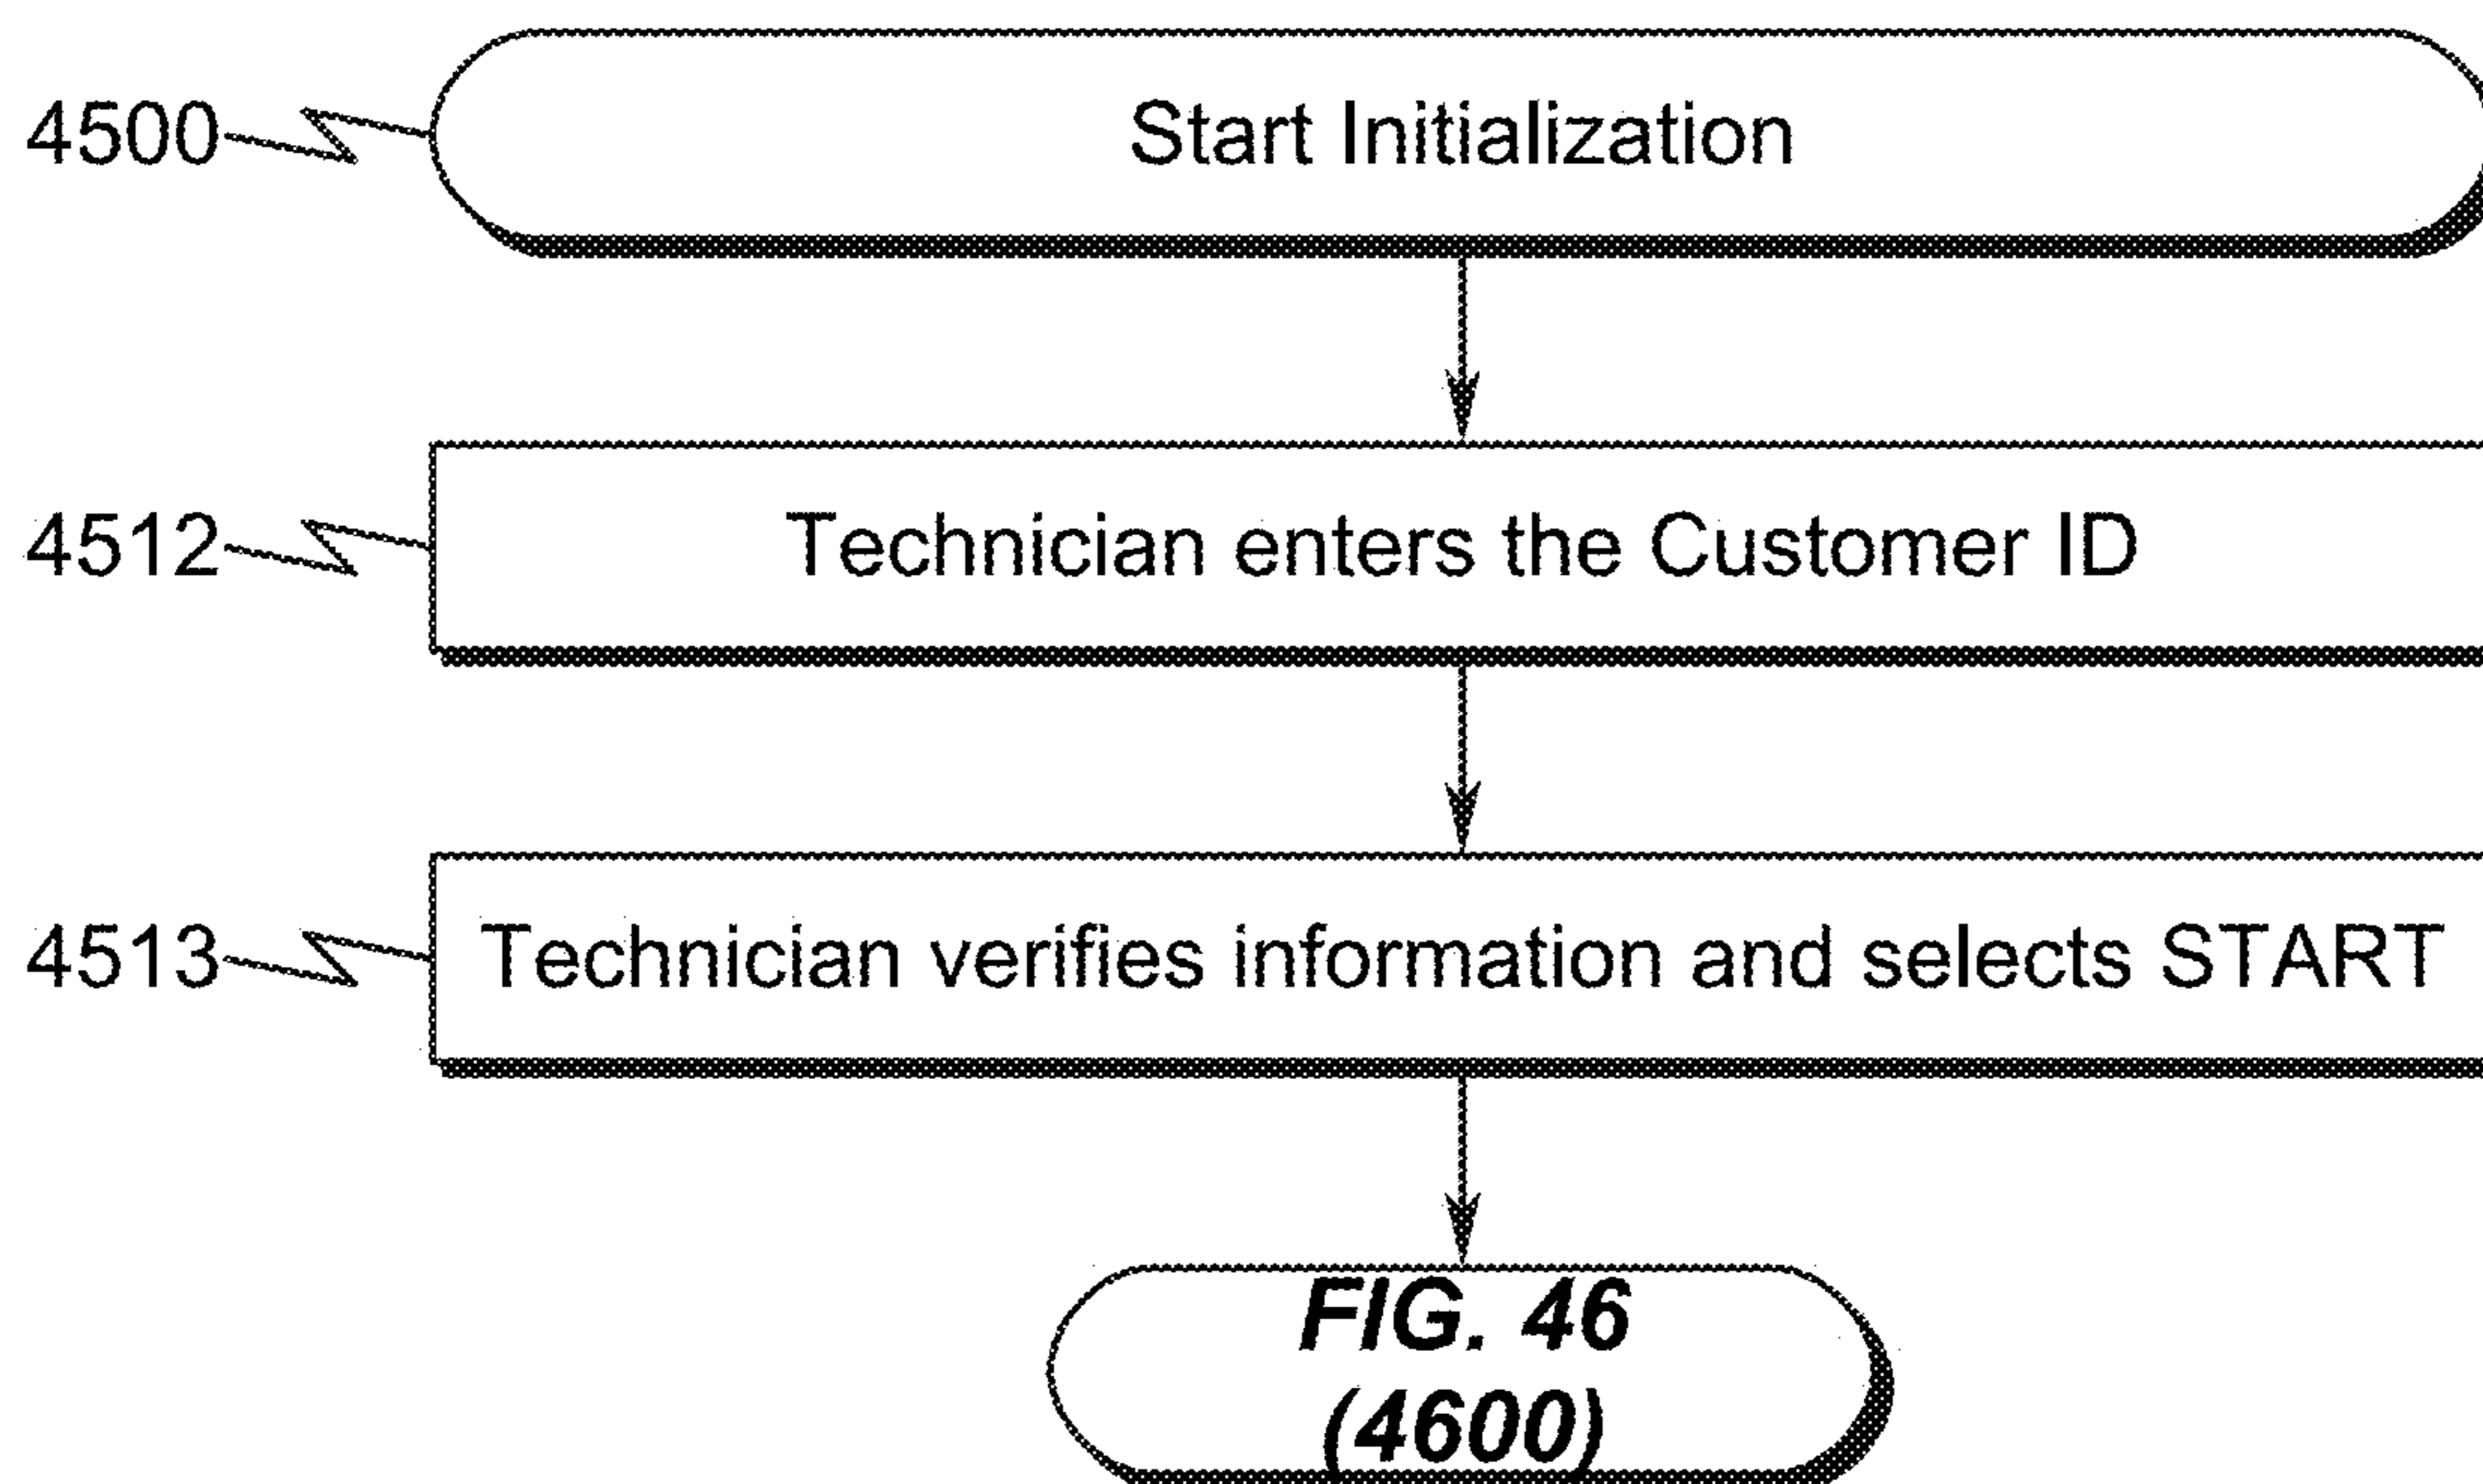 4500
Start Initialization
4512
Technician enters the Customer ID
4513
Technician verifies information and selects START
FIG. 46
(4600)